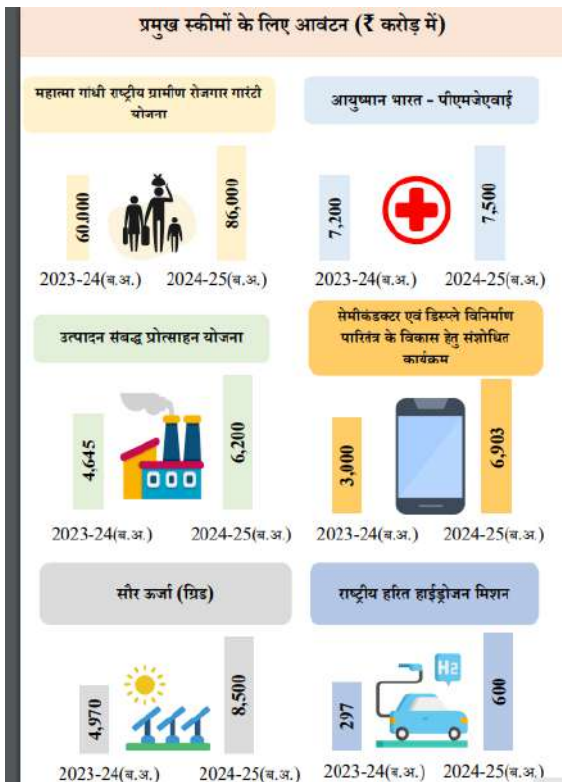 प्रमुख स्कीमों के लिए आवंटन (₹ करोड़ में)
महात्मा गांधी राष्ट्रीय ग्रामीण रोजगार गारंटी
योजना
60.000
86,000
2023-24(ब.अ.) 2024-25(ब.अ.)
आयुष्मान भारत - पीएमजेएवाई
7,200
7,500
2023-24(ब.अ.) 2024-25(ब.अ.)
उत्पादन संबद्ध प्रोत्साहन योजना
4,645
6,200
2023-24(ब.अ.) 2024-25(ब.अ.)
सेमीकंडक्टर एवं डिस्प्ले विनिर्माण
पारितंत्र के विकास हेतु संशोधित
कार्यक्रम
3,000
6,903
2023-24(ब.अ.) 2024-25(ब.अ.)
सौर ऊर्जा (ग्रिड)
4,970
8,500
2023-24(ब.अ.) 2024-25(ब.अ.)
राष्ट्रीय हरित हाईड्रोजन मिशन
297
H2
600
2023-24(ब.अ.) 2024-25(ब.अ.)